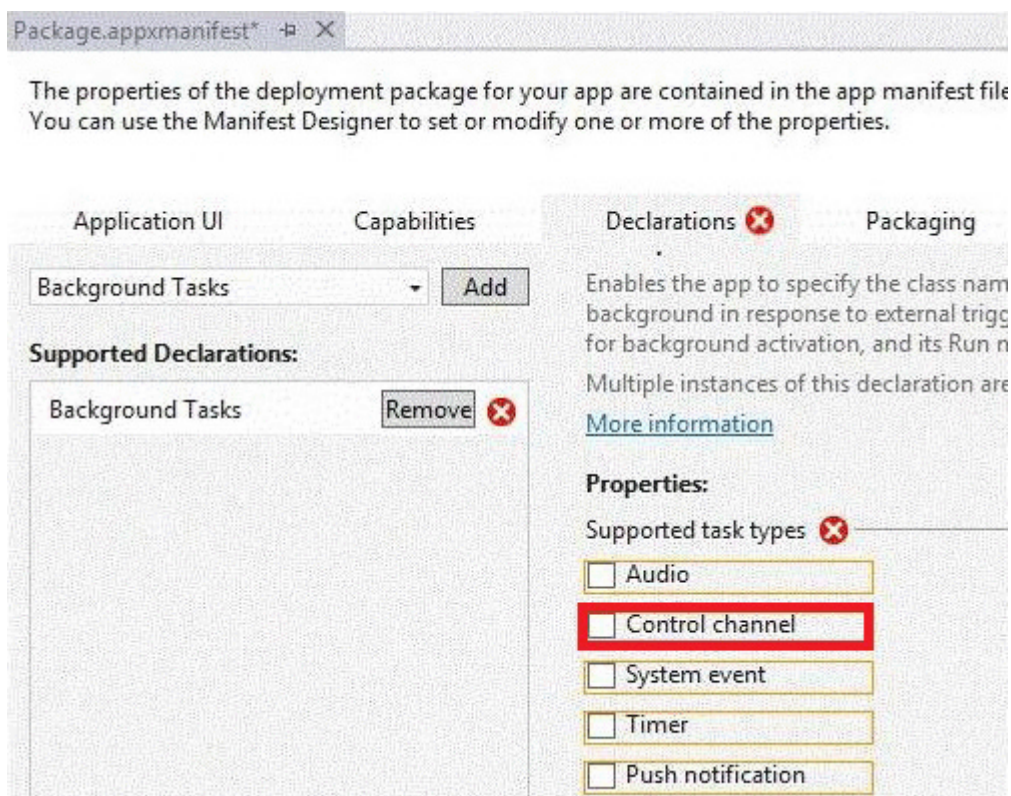 Package.appxmanifest*
The properties of the deployment package for your app are contained in the app manifest file
You can use the Manifest Designer to set or modify one or more of the properties.
Application UI Capabilities Declarations Packaging
Background Tasks Add
Supported Declarations:
Background Tasks Remove
Enables the app to specify the class nam
background in response to external trigg
for background activation, and its Run
Multiple instances of this declaration are
More information
Properties:
Supported task types
Audio
Control channel
System event
Timer
Push notification